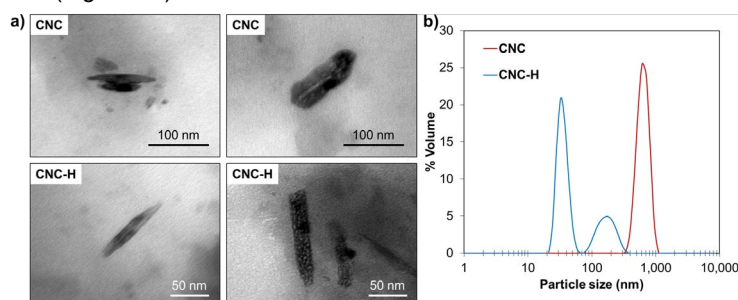 a)
CNC
100 nm
CNC
100 nm
CNC-H
50 nm
CNC-H
50 nm
b)
30
25
20
15
10
5
0
% Volume
CNC
CNC-H
1
10
100
1,000
10,000
Particle size (nm)